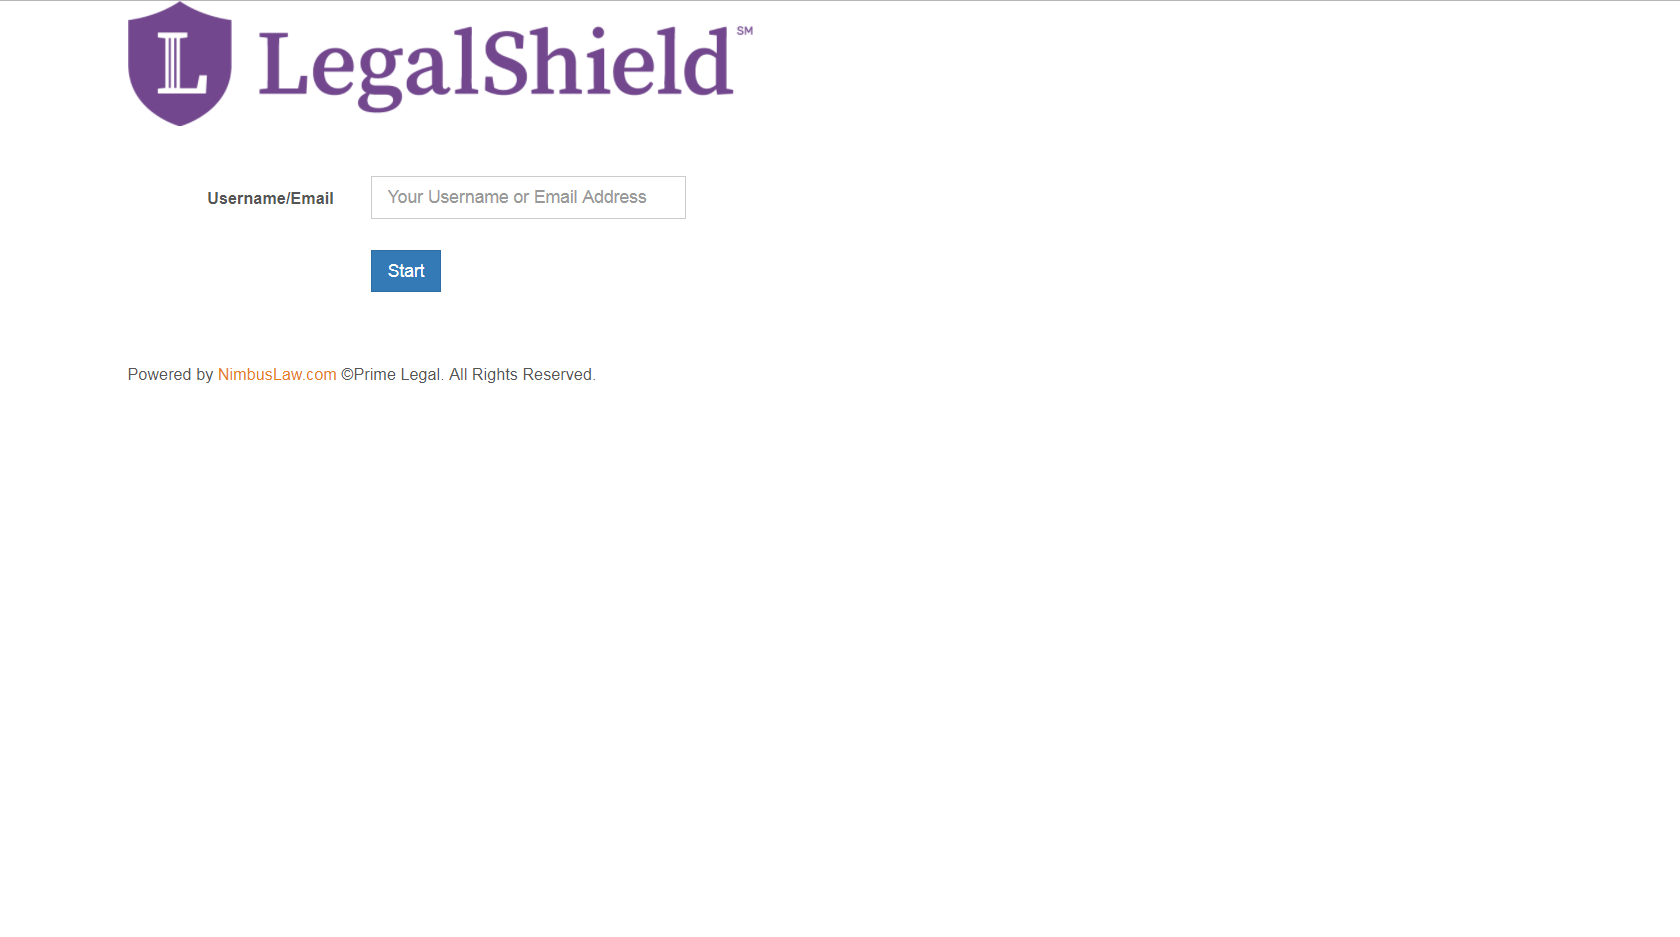 L LegalShield SM
Username/Email Your Username or Email Address
Start
Powered by NimbusLaw.com ©Prime Legal. All Rights Reserved.